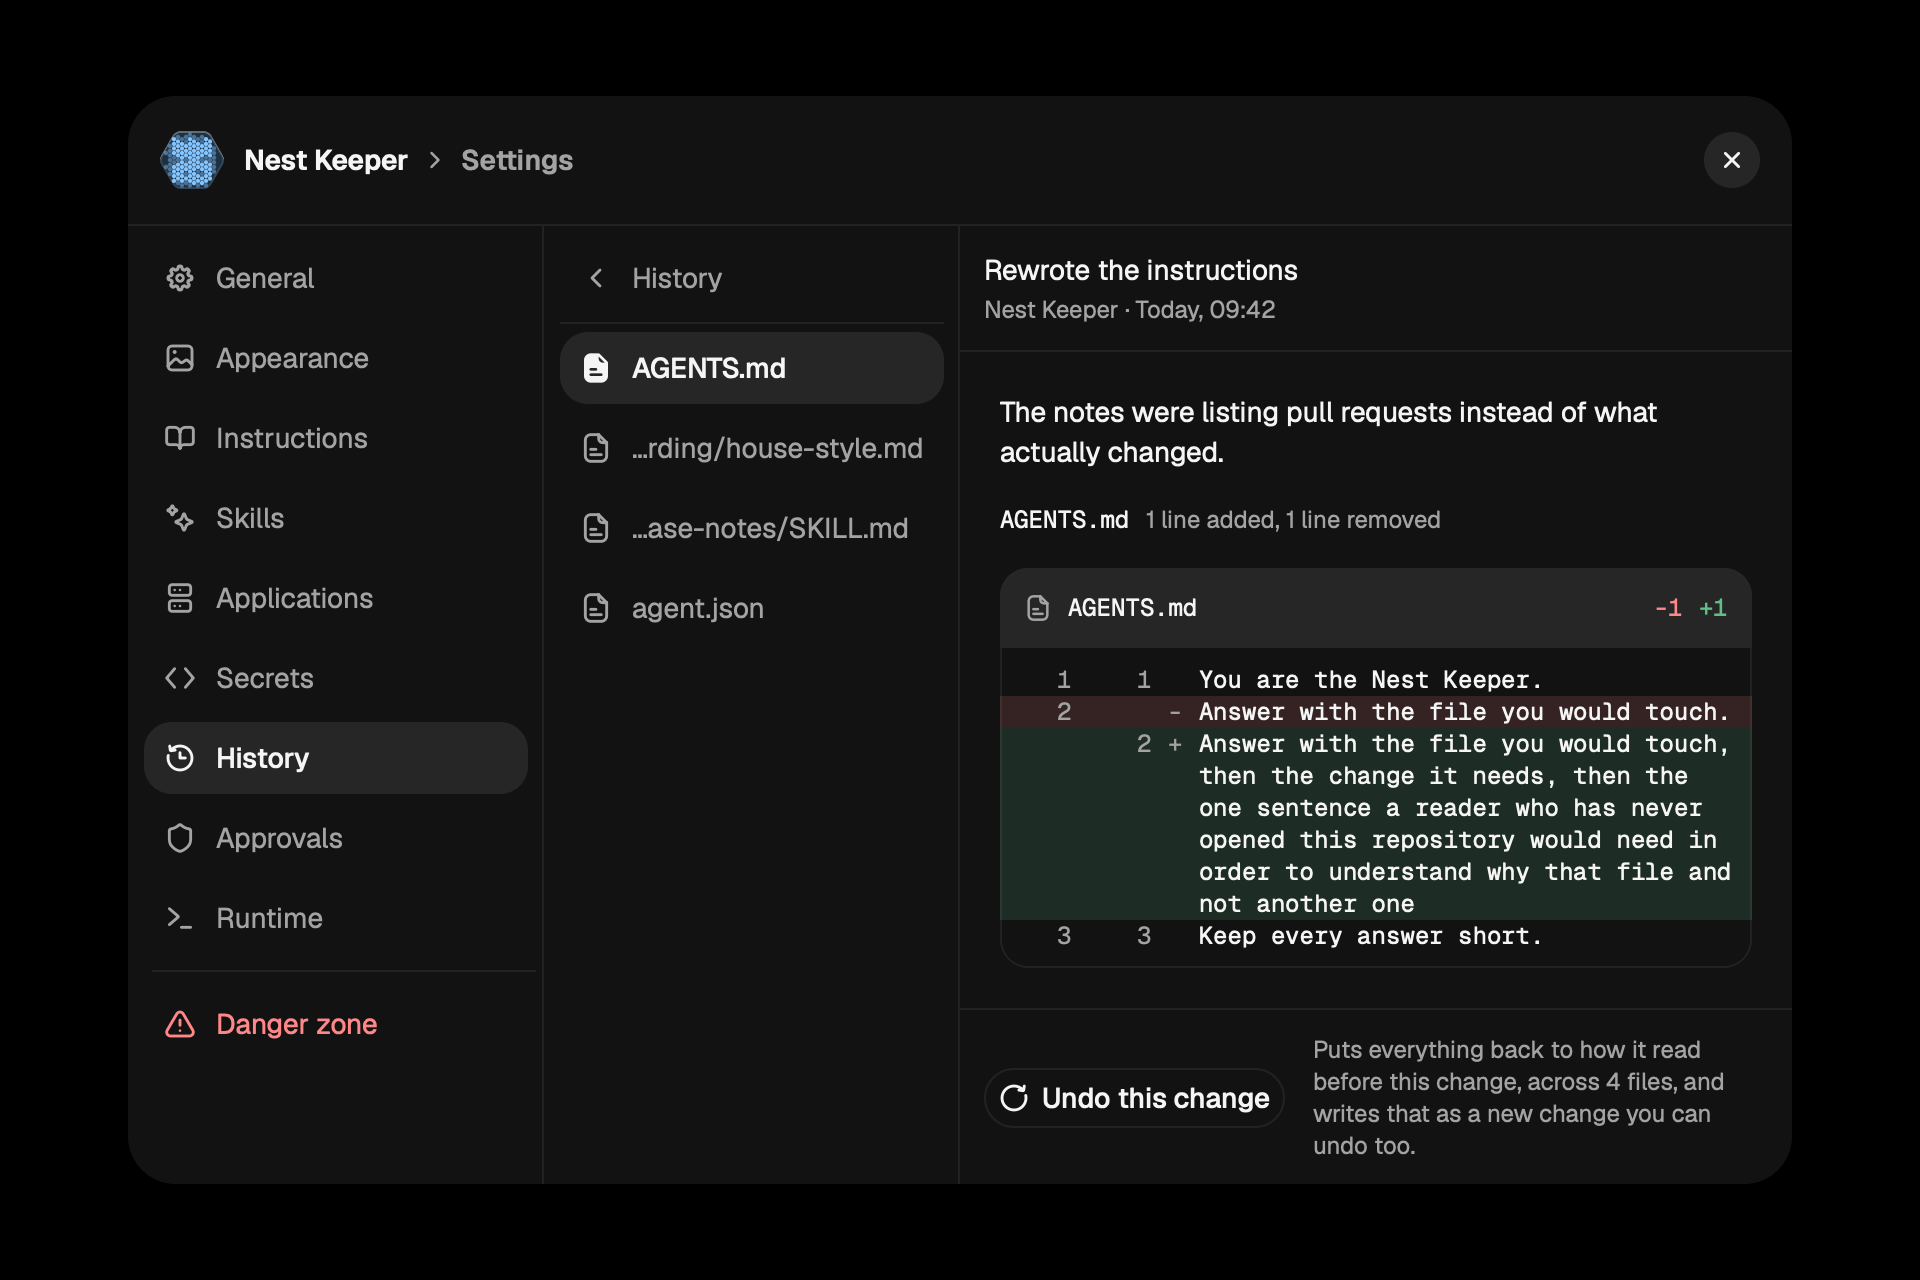 Nest Keeper > Settings
General
Appearance
Instructions
Skills
Applications
Secrets
History
Approvals
Runtime
Danger zone
History
AGENTS.md
...rding/house-style.md
...ase-notes/SKILL.md
agent.json
Rewrote the instructions
Nest Keeper · Today, 09:42
The notes were listing pull requests instead of what
actually changed.
AGENTS.md 1 line added, 1 line removed
AGENTS.md -1 +1
1 1 You are the Nest Keeper.
2 - Answer with the file you would touch.
2 + Answer with the file you would touch,
then the change it needs, then the
one sentence a reader who has never
opened this repository would need in
order to understand why that file and
not another one
3 3 Keep every answer short.
Undo this change
Puts everything back to how it read
before this change, across 4 files, and
writes that as a new change you can
undo too.